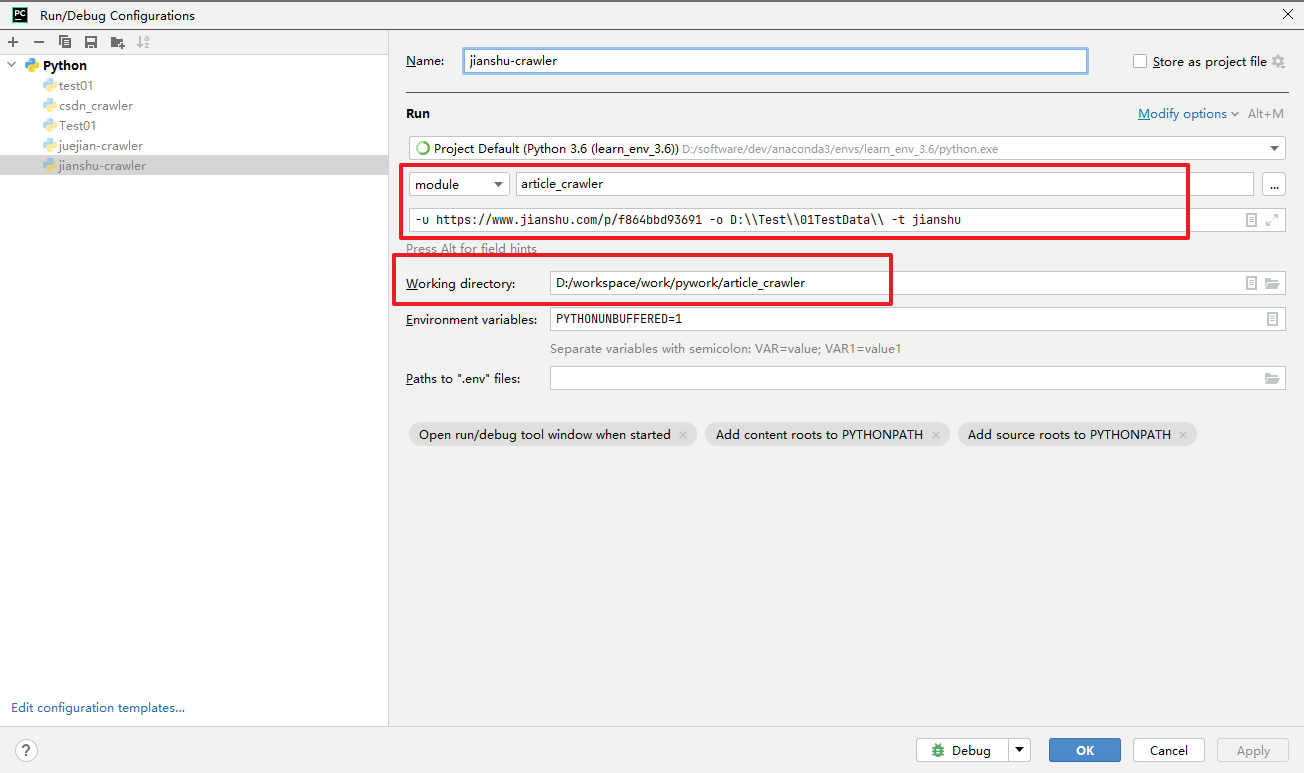 PC
Run/Debug Configurations
Python
test01
csdn_crawler
Test01
juejian-crawler
jianshu-crawler
Edit configuration templates...
Name: jianshu-crawler Store as project file
Run Modify options Alt+M
Project Default (Python 3.6 (learn_env_3.6)) D:/software/dev/anaconda3/envs/learn_env_3.6/python.exe
module article_crawler ...
-u https://www.jianshu.com/p/f864bbd93691 -o D:\\Test\\01TestData\\ -t jianshu
Press Alt for field hints
Working directory: D:/workspace/work/pywork/article_crawler
Environment variables: PYTHONUNBUFFERED=1
Separate variables with semicolon: VAR=value; VAR1=value1
Paths to ".env" files:
Open run/debug tool window when started × Add content roots to PYTHONPATH × Add source roots to PYTHONPATH ×
? Debug OK Cancel Apply